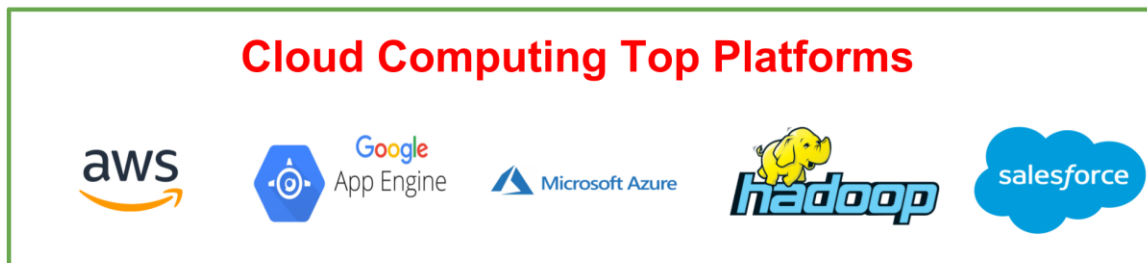 Cloud Computing Top Platforms
aws
Google
App Engine
Microsoft Azure
hadoop
salesforce